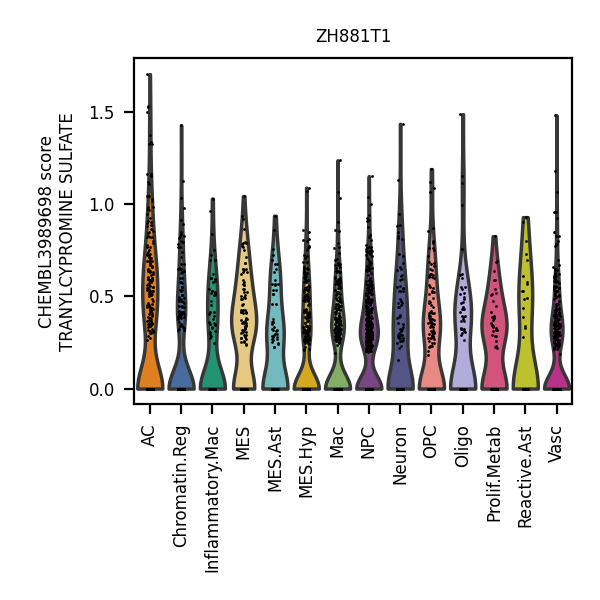 ZH881T1
CHEMBL3989698 score
TRANYLCYPROMINE SULFATE
1.5
1.0
0.5
0.0
AC
Chromatin.Reg
Inflammatory.Mac
MES
MES.Ast
MES.Hyp
Mac
NPC
Neuron
OPC
Oligo
Prolif.Metab
Reactive.Ast
Vasc